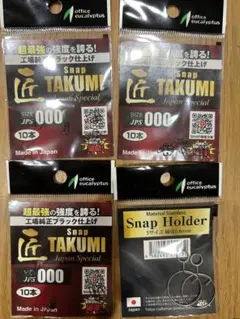 office
eucalyptus
超最強の強度を誇る!
工場純正ブラック仕上げ
匠
Snap
TAKUMI
Japan Special
SIZE
JP'S
000
10本
Made in Japan
office
eucalyptus
の強度を誇る!
工場純正ブラック仕上げ
匠
Snap
TAKUMI
Japan Special
000
10本
Made in Japan
office
eucalyptus
超最強の強度を誇る!
工場純正ブラック仕上げ
匠
Snap
TAKUMI
Japan Special
000
10本
Made in Japan
office
eucalyptus
Material Stainless
Snap Holder
Japan